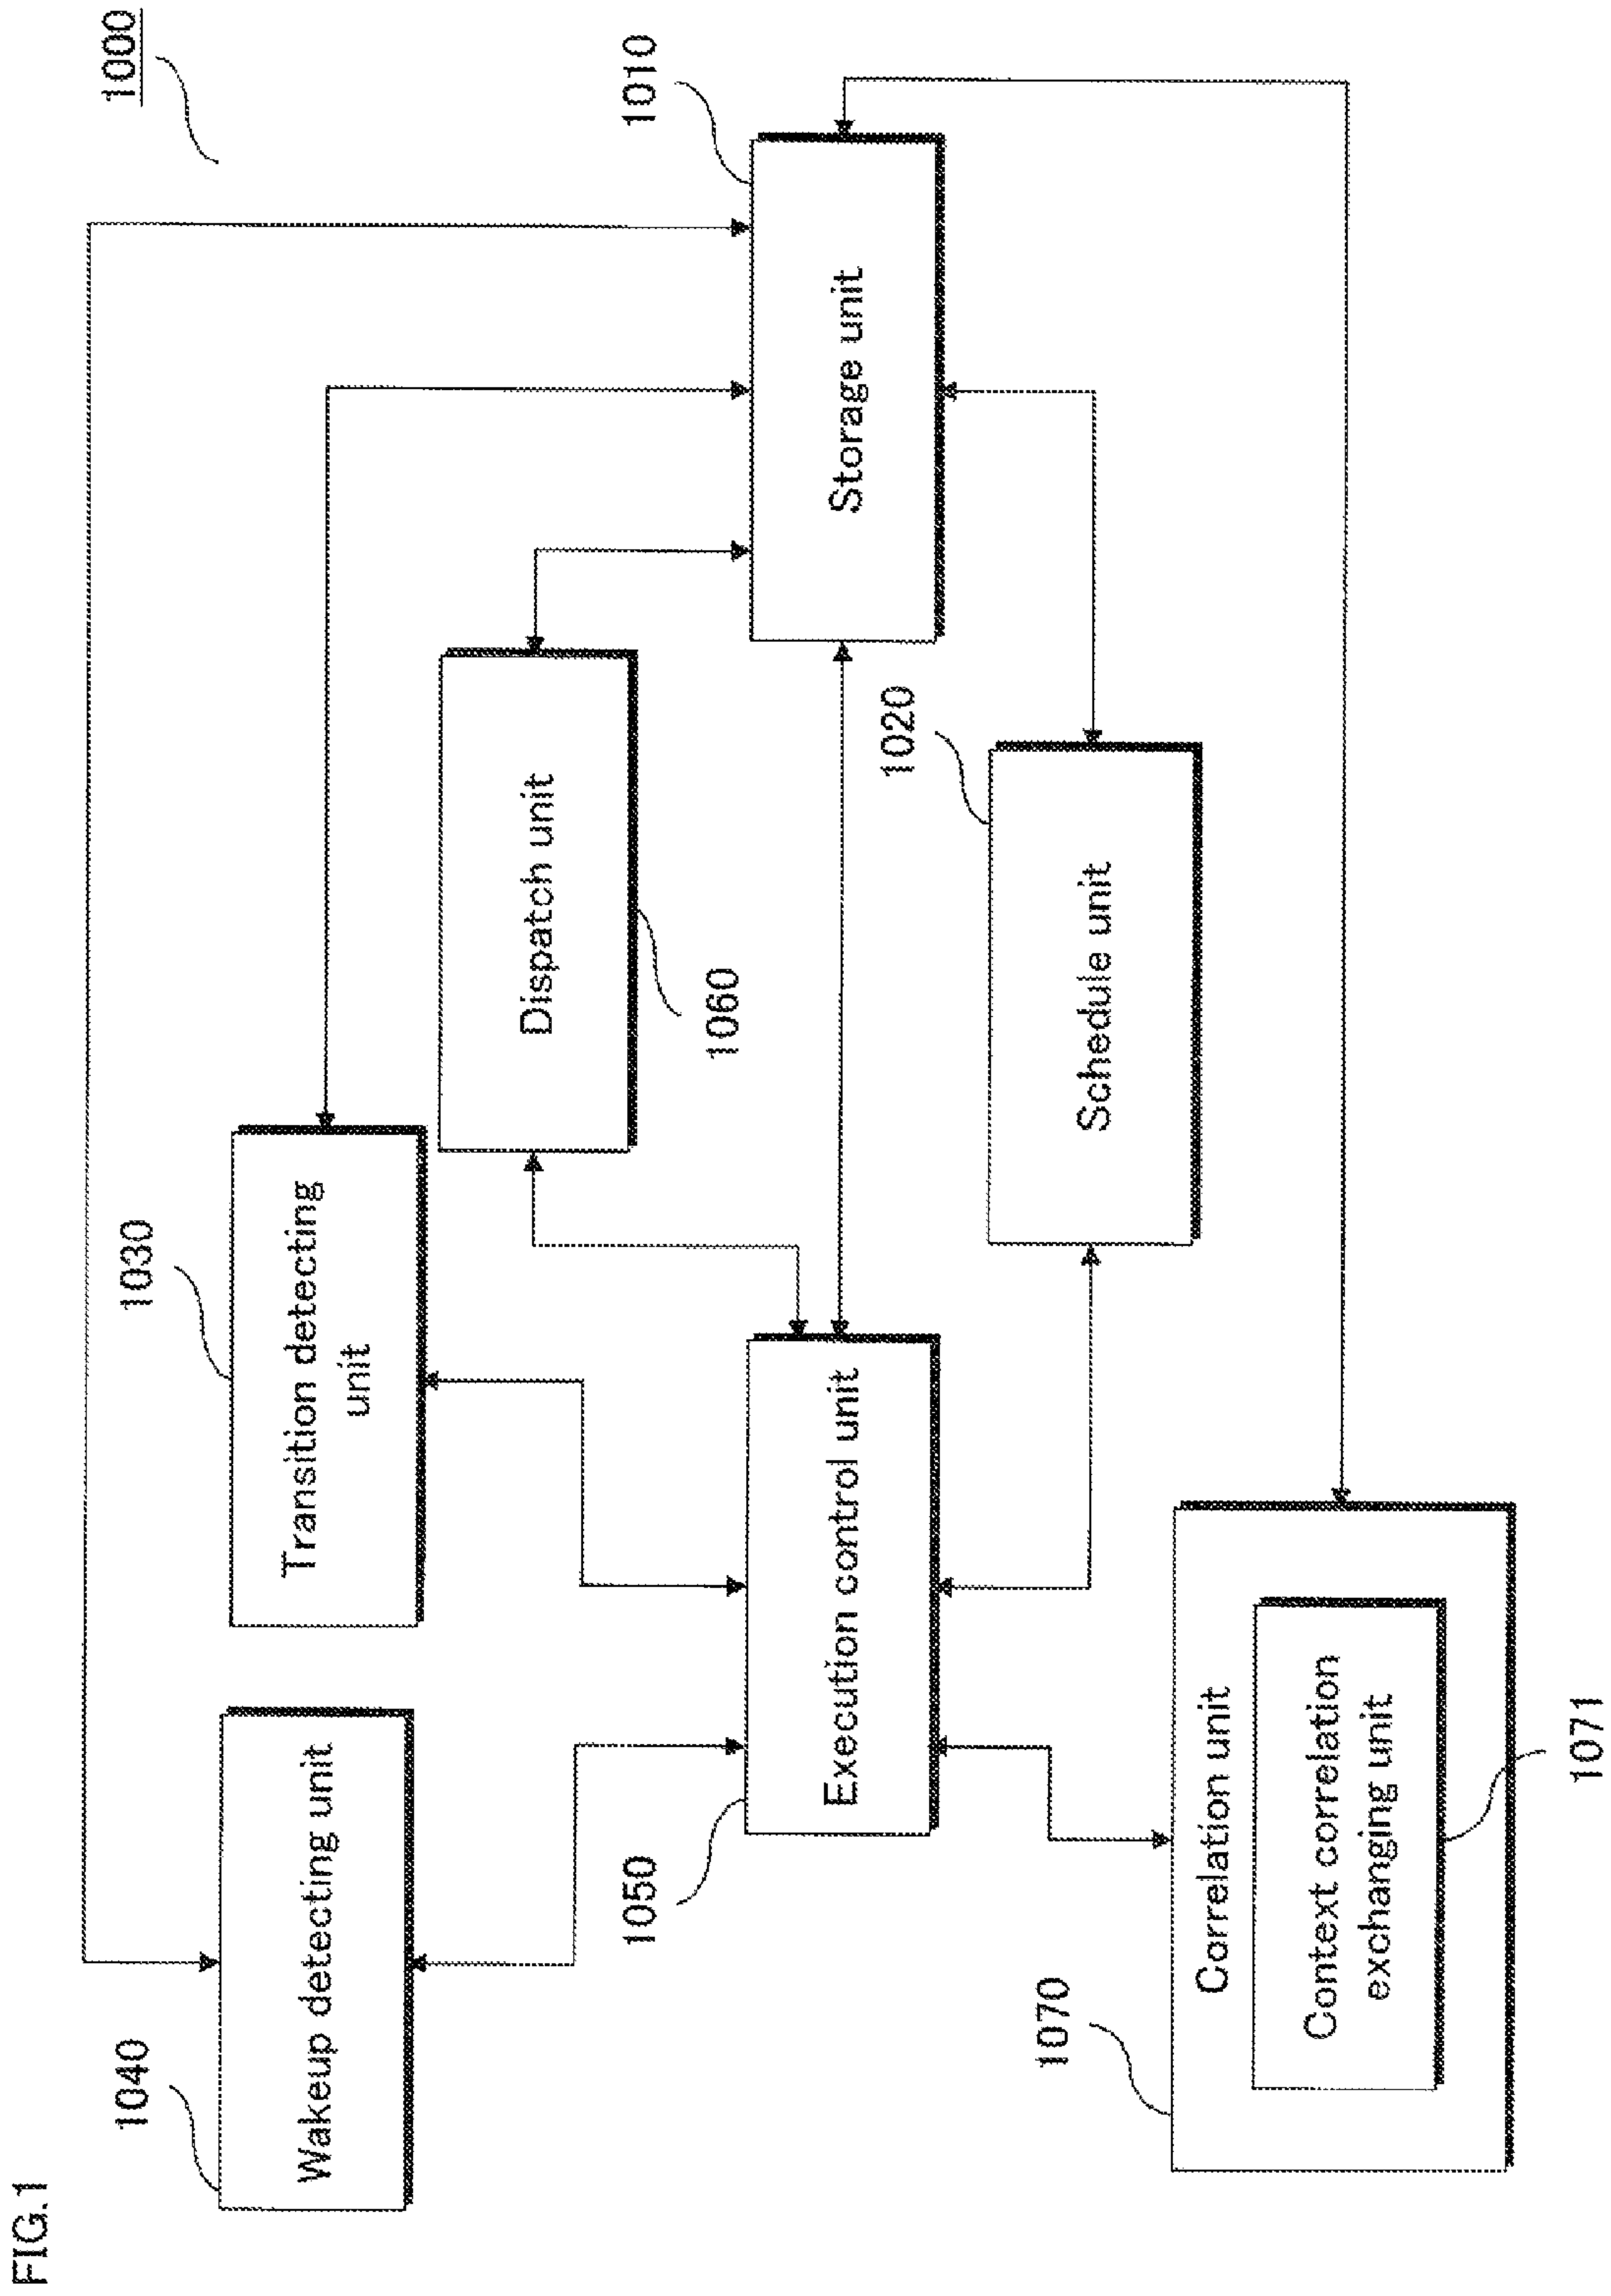 FIG.1
1000
1040
Wakeup detecting unit
1030
Transition detecting
unit
Dispatch unit
1060
1010
Storage unit
1050
Execution control unit
1020
Schedule unit
1070
Correlation unit
Context correlation
exchanging unit
1071